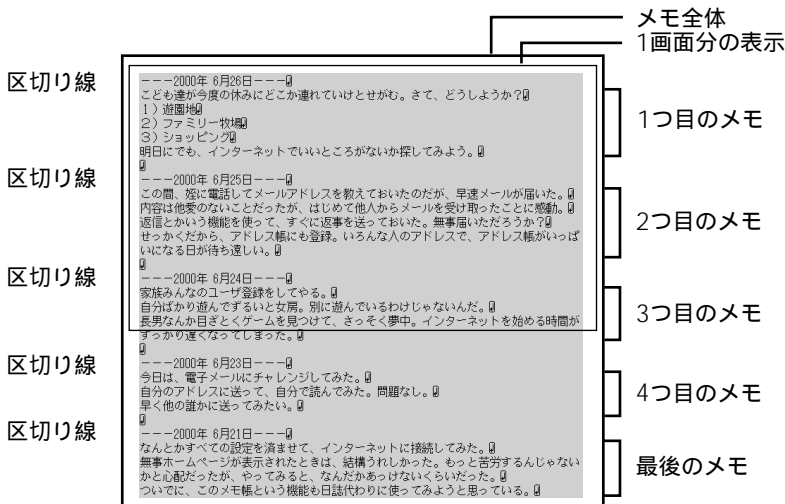 メモ全体
1画面分の表示
区切り線
---2000年 6月26日---
こども達が今度の休みにどこか連れていけとせがむ。さて、どうしようか?
1)遊園地
2)ファミリー牧場
3)ショッピング
明日にでも、インターネットでいいところがないか探してみよう。
1つ目のメモ
区切り線
---2000年 6月25日---
この間、姪に電話してメールアドレスを教えておいたのだが、早速メールが届いた。
内容は他愛のないことだったが、はじめて他人からメールを受け取ったことに感動。
返信とかいう機能を使って、すぐに返事を送っておいた。無事届いただろうか?
せっかくだから、アドレス帳にも登録。いろんな人のアドレスで、アドレス帳がいっぱ
いになる日が待ち遠しい。
2つ目のメモ
区切り線
---2000年 6月24日---
家族みんなのユーザ登録をしてやる。
自分ばかり遊んでずるいと女房。別に遊んでいるわけじゃないんだ。
長男なんか目ざとくゲームを見つけて、さっそく夢中。インターネットを始める時間が
すっかり遅くなってしまった。
3つ目のメモ
区切り線
---2000年 6月23日---
今日は、電子メールにチャレンジしてみた。
自分のアドレスに送って、自分で読んでみた。問題なし。
早く他の誰かに送ってみたい。
4つ目のメモ
区切り線
---2000年 6月21日---
なんとかすべての設定を済ませて、インターネットに接続してみた。
無事ホームページが表示されたときは、結構うれしかった。もっと苦労するんじゃない
かと心配だったが、やってみると、なんだかあっけないくらいだった。
ついでに、このメモ帳という機能も日誌代わりに使ってみようと思っている。
最後のメモ